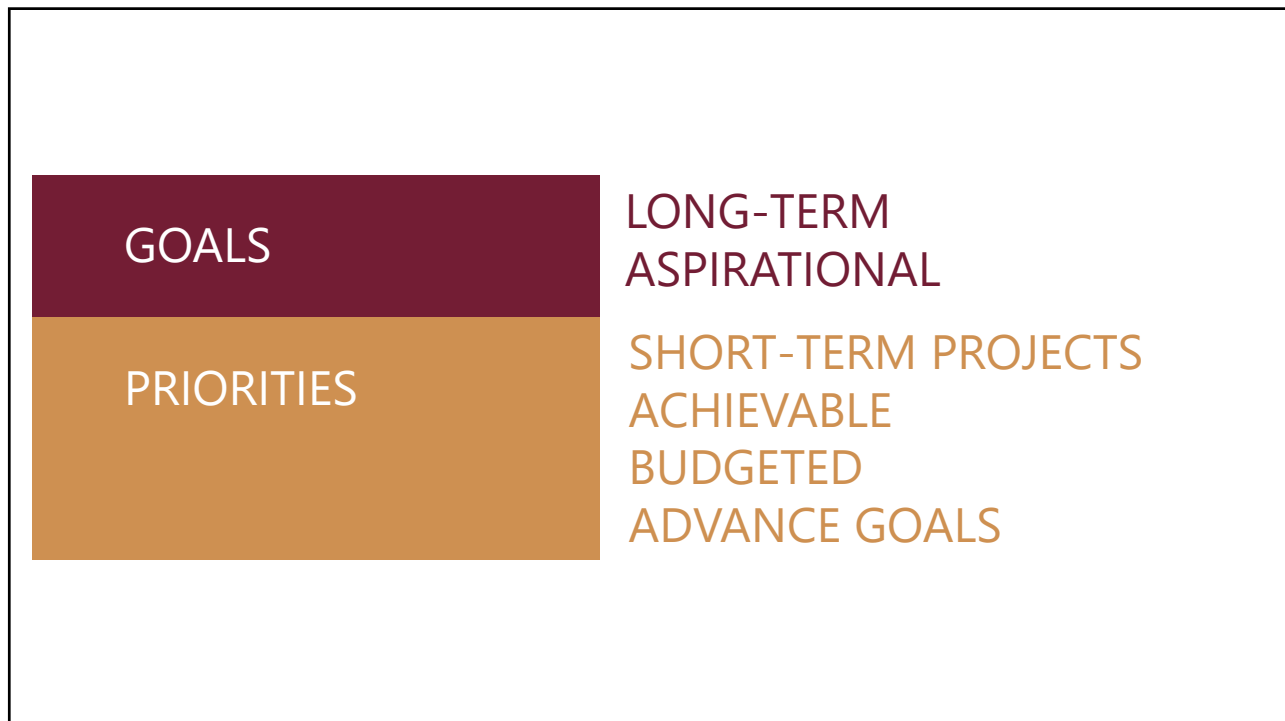 GOALS
LONG-TERM
ASPIRATIONAL
PRIORITIES
SHORT-TERM PROJECTS
ACHIEVABLE
BUDGETED
ADVANCE GOALS